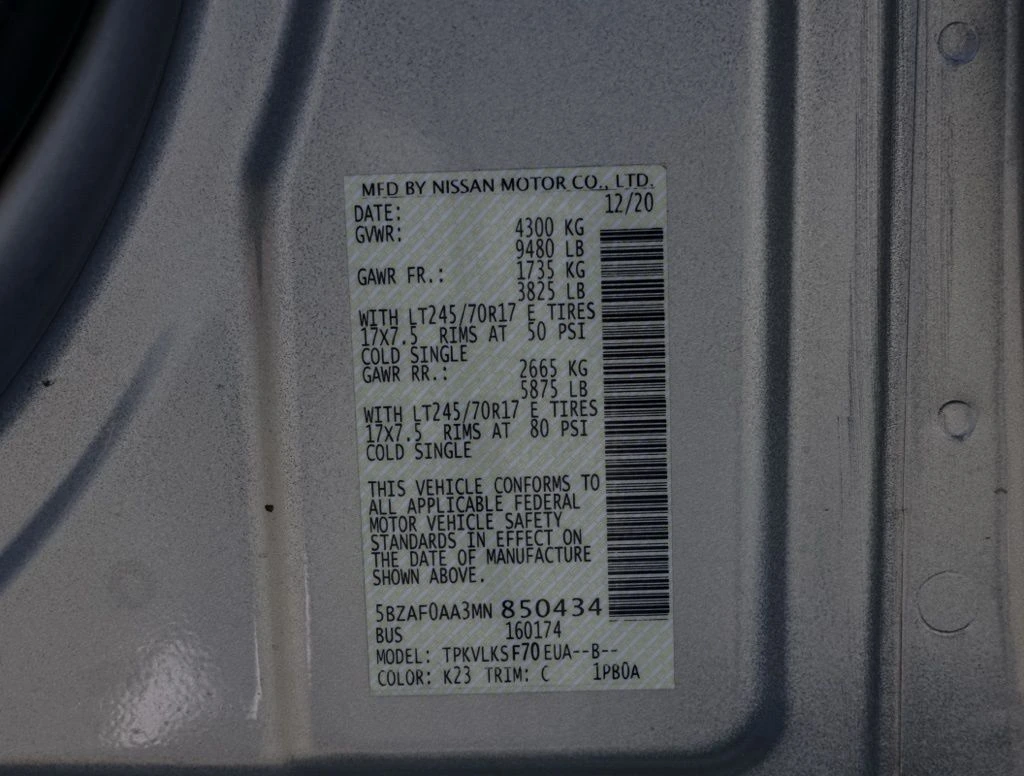 MFD BY NISSAN MOTOR CO., LTD.
DATE: 12/20
GVWR: 4300 KG
9480 LB
GAWR FR.: 1735 KG
3825 LB
WITH LT245/70R17 E TIRES
17X7.5 RIMS AT 50 PSI
COLD SINGLE
GAWR RR.: 2665 KG
5875 LB
WITH LT245/70R17 E TIRES
17X7.5 RIMS AT 80 PSI
COLD SINGLE
THIS VEHICLE CONFORMS TO
ALL APPLICABLE FEDERAL
MOTOR VEHICLE SAFETY
STANDARDS IN EFFECT ON
THE DATE OF MANUFACTURE
SHOWN ABOVE.
5BZAF0AA3MN 850434
BUS 160174
MODEL: TPKVLKSF70EUA--B--
COLOR: K23 TRIM: C 1PB0A